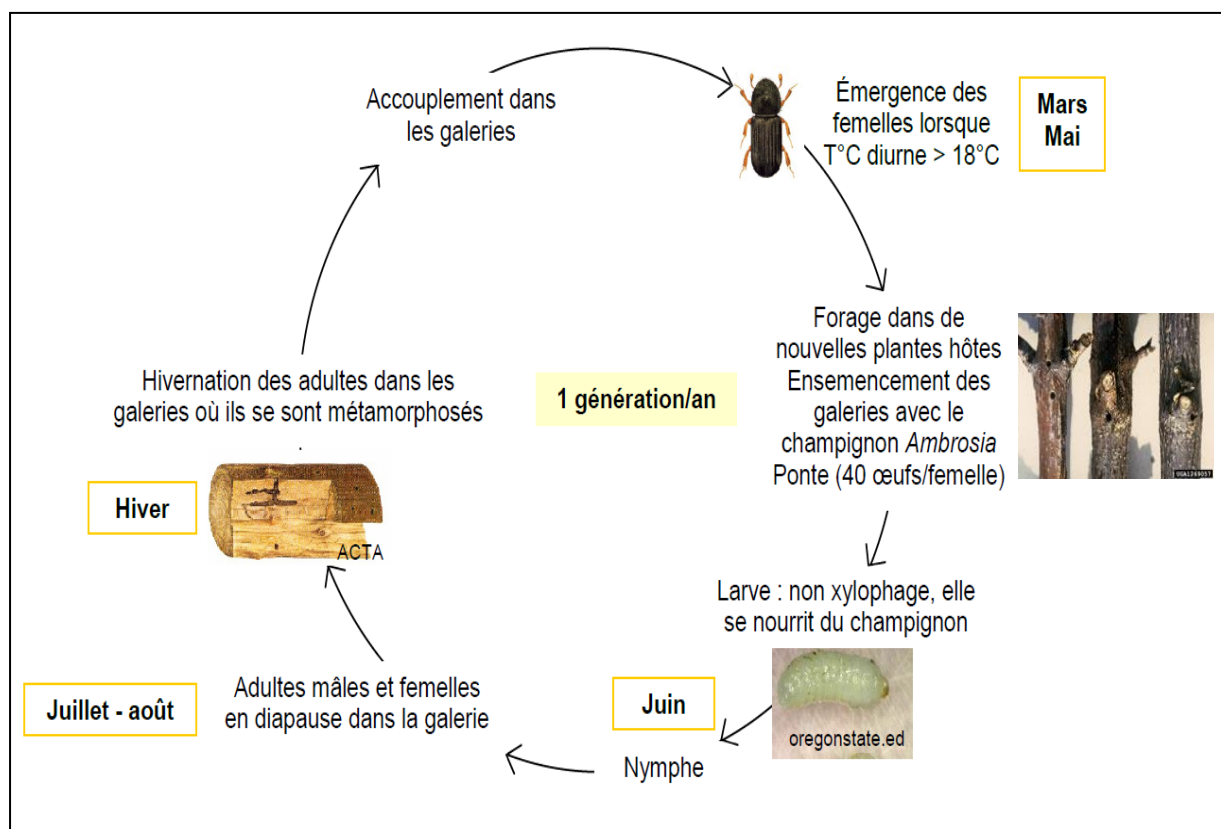 Accouplement dans
les galeries
Émergence des
femelles lorsque
T°C diurne > 18°C
Mars
Mai
Forage dans de
nouvelles plantes hôtes
Ensemencement des
galeries avec le
champignon Ambrosia
Ponte (40 œufs/femelle)
UGA1269057
1 génération/an
Larve : non xylophage, elle
se nourrit du champignon
oregonstate.ed
Juin
Nymphe
Adultes mâles et femelles
en diapause dans la galerie
Juillet - août
Hiver
ACTA
Hivernation des adultes dans les
galeries où ils se sont métamorphosés
.